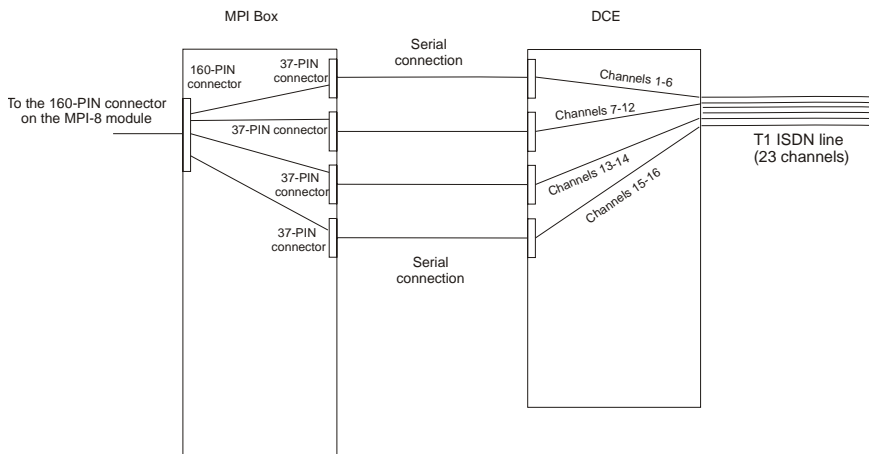 MPI Box
DCE
160-PIN
connector
37-PIN
connector
Serial
connection
Channels 1-6
To the 160-PIN connector
on the MPI-8 module
37-PIN connector
Channels 7-12
T1 ISDN line
(23 channels)
37-PIN
connector
Channels 13-14
37-PIN
connector
Channels 15-16
Serial
connection